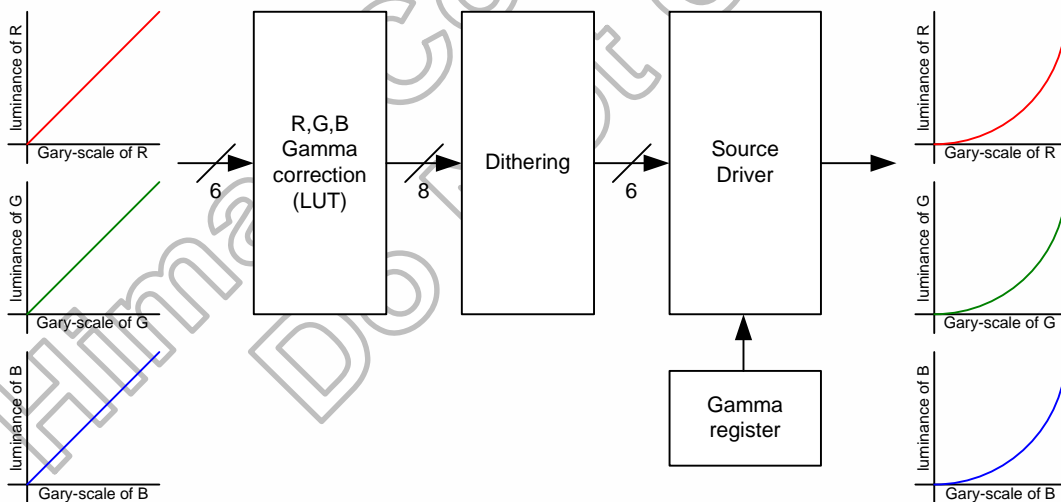 luminance of R
Gary-scale of R
luminance of G
Gary-scale of G
luminance of B
Gary-scale of B
6
R,G,B
Gamma
correction
(LUT)
8
Dithering
6
Source
Driver
Gamma
register
luminance of R
Gary-scale of R
luminance of G
Gary-scale of G
luminance of B
Gary-scale of B
Hima
Do